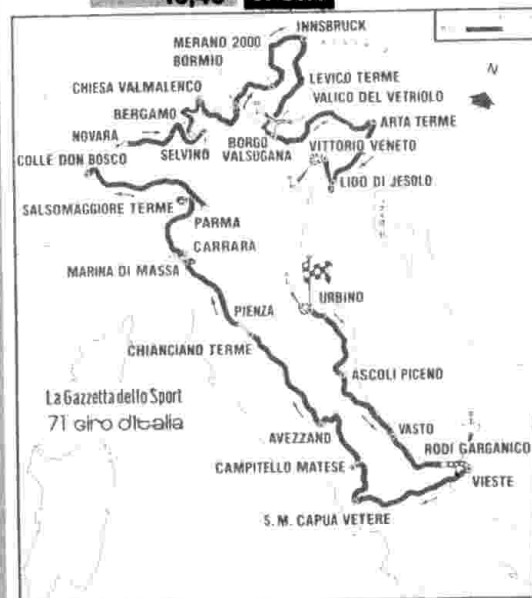 INNSBRUCK
MERANO 2000
BORMIO
LEVICO TERME
CHIESA VALMALENCO
VALICO DEL VETRIOLO
BERGAMO
ARTA TERME
NOVARA
SELVINO
BORGO
VALSUGANA
VITTORIO VENETO
COLLE DON BOSCO
LIDO DI JESOLO
SALSOMAGGIORE TERME
PARMA
CARRARA
MARINA DI MASSA
URBINO
PIENZA
CHIANCIANO TERME
ASCOLI PICENO
La Gazzetta dello Sport
71° giro d'italia
AVEZZANO
VASTO
RODI GARGANICO
CAMPITELLO MATESE
VIESTE
S. M. CAPUA VETERE
N